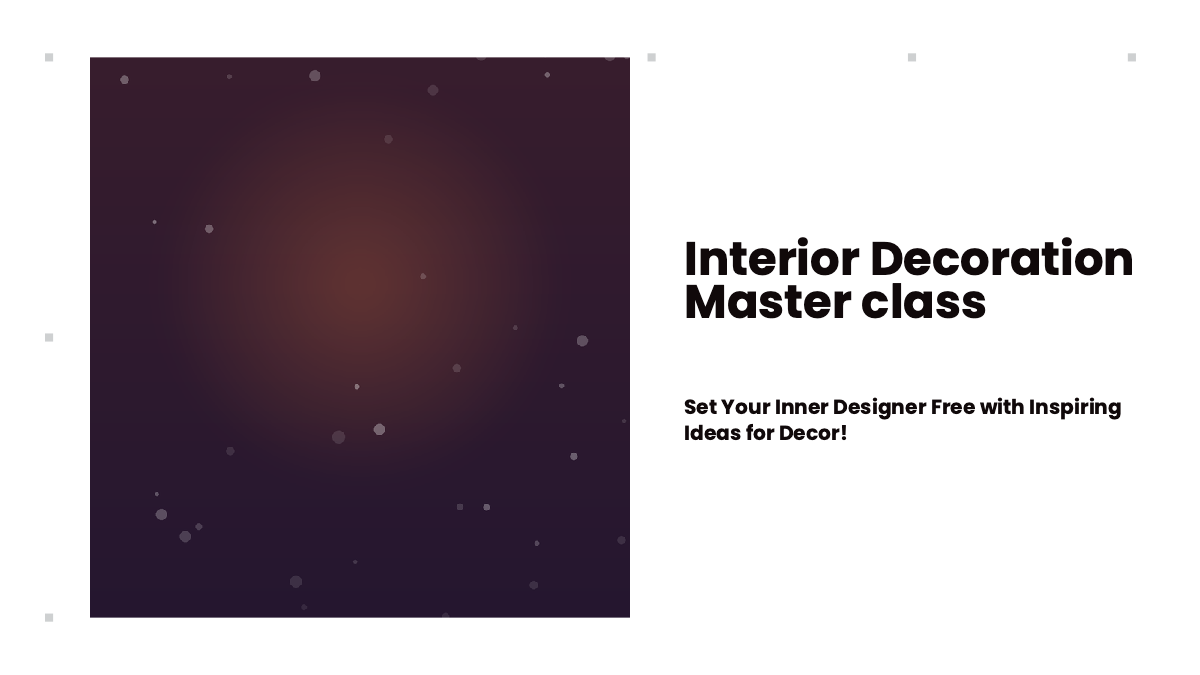 Interior Decoration
Master class
Set Your Inner Designer Free with Inspiring
Ideas for Decor!